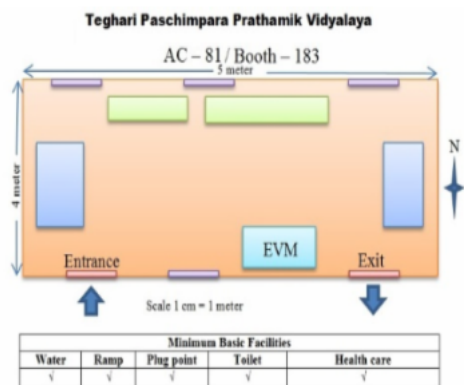 Teghari Paschimpara Prathamik Vidyalaya
AC – 81/ Booth – 183
5 meter
4 meter
N
EVM
Entrance
Exit
Scale 1 cm = 1 meter
Minimum Basic Facilities
Water Ramp Plug point Toilet Health care
√ √ √ √ √